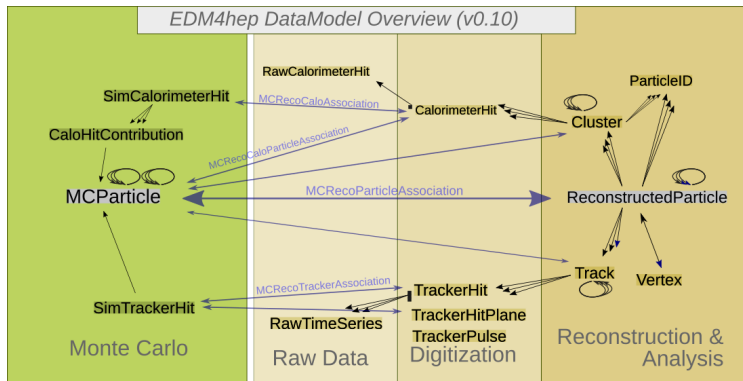 EDM4hep DataModel Overview (v0.10)
RawCalorimeterHit
ParticleID
SimCalorimeterHit
MCRecoCaloAssociation
CalorimeterHit
Cluster
CaloHitContribution
MCRecoCaloParticleAssociation
MCParticle
MCRecoParticleAssociation
ReconstructedParticle
Track
Vertex
MCRecoTrackerAssociation
TrackerHit
SimTrackerHit
RawTimeSeries
TrackerHitPlane
TrackerPulse
Monte Carlo
Raw Data
Digitization
Reconstruction &
Analysis